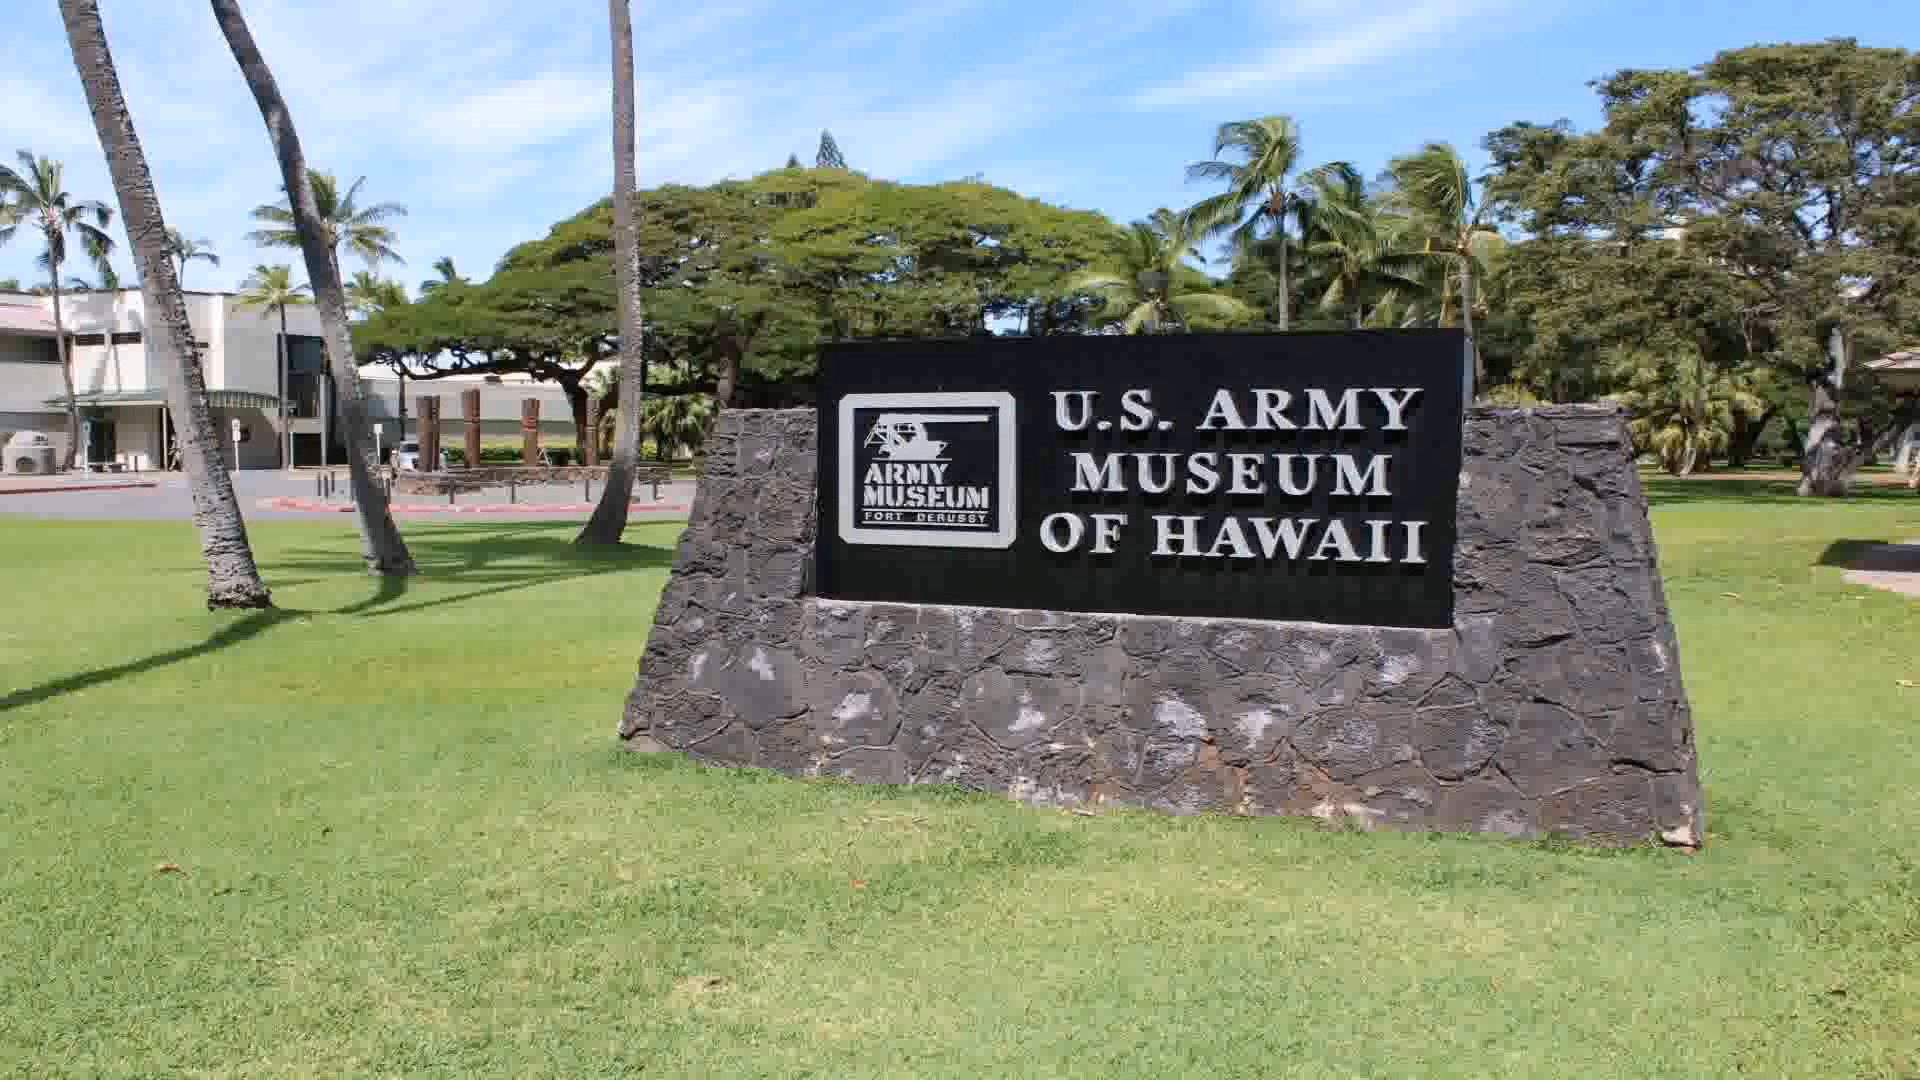 ARMY
MUSEUM
FORT DERUSSY
U.S. ARMY
MUSEUM
OF HAWAII